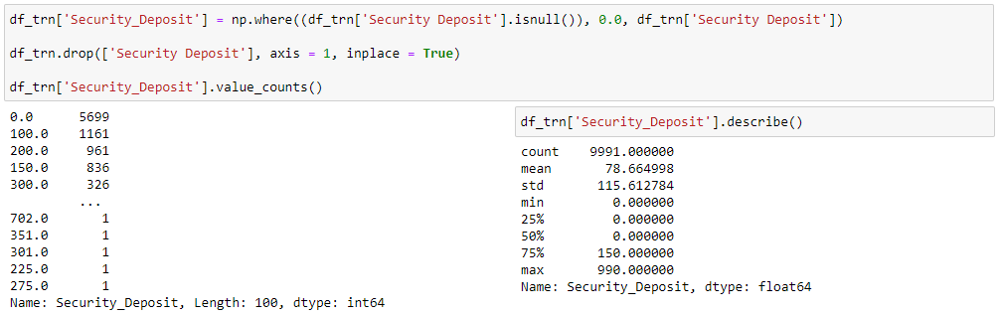 df_trn['Security_Deposit'] = np.where((df_trn['Security Deposit'].isnull()), 0.0, df_trn['Security Deposit'])
df_trn.drop(['Security Deposit'], axis = 1, inplace = True)
df_trn['Security_Deposit'].value_counts()
0.0      5699
100.0    1161
200.0     961
150.0     836
300.0     326
         ...
702.0       1
351.0       1
301.0       1
225.0       1
275.0       1
Name: Security_Deposit, Length: 100, dtype: int64
df_trn['Security_Deposit'].describe()
count    9991.000000
mean       78.664998
std       115.612784
min         0.000000
25%         0.000000
50%         0.000000
75%       150.000000
max       990.000000
Name: Security_Deposit, dtype: float64